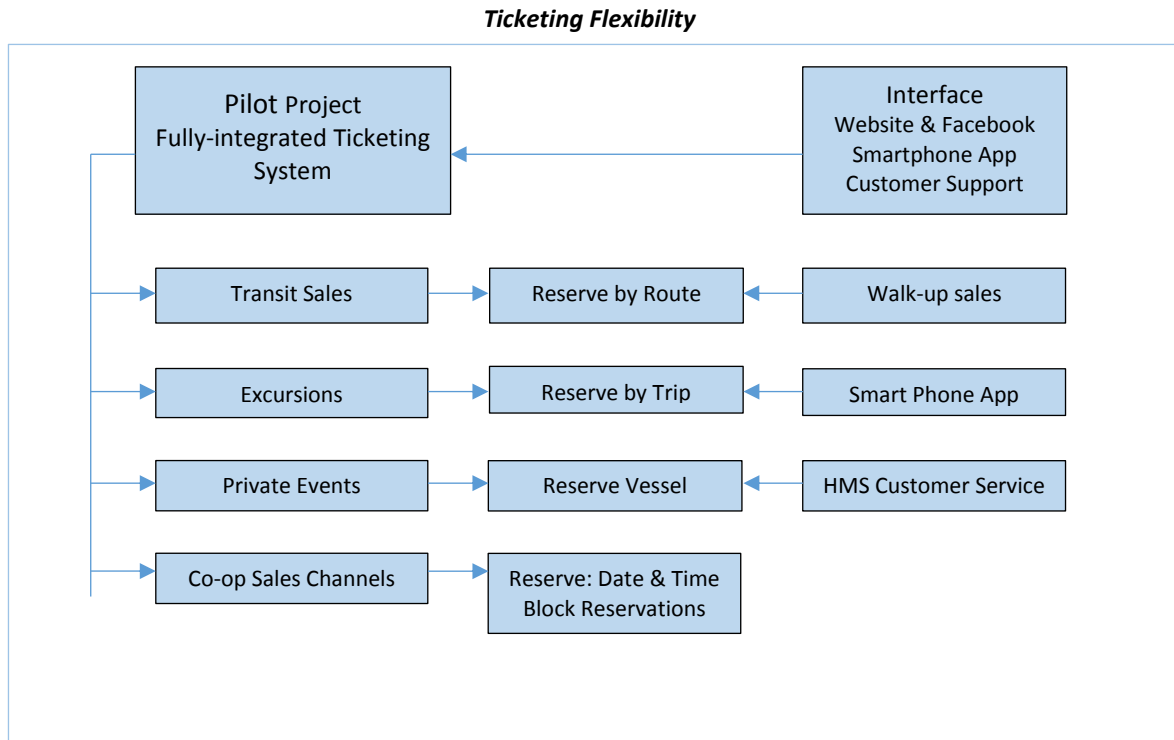 Ticketing Flexibility
Pilot Project
Fully-integrated Ticketing
System
Interface
Website & Facebook
Smartphone App
Customer Support
Transit Sales
Reserve by Route
Walk-up sales
Excursions
Reserve by Trip
Smart Phone App
Private Events
Reserve Vessel
HMS Customer Service
Co-op Sales Channels
Reserve: Date & Time
Block Reservations